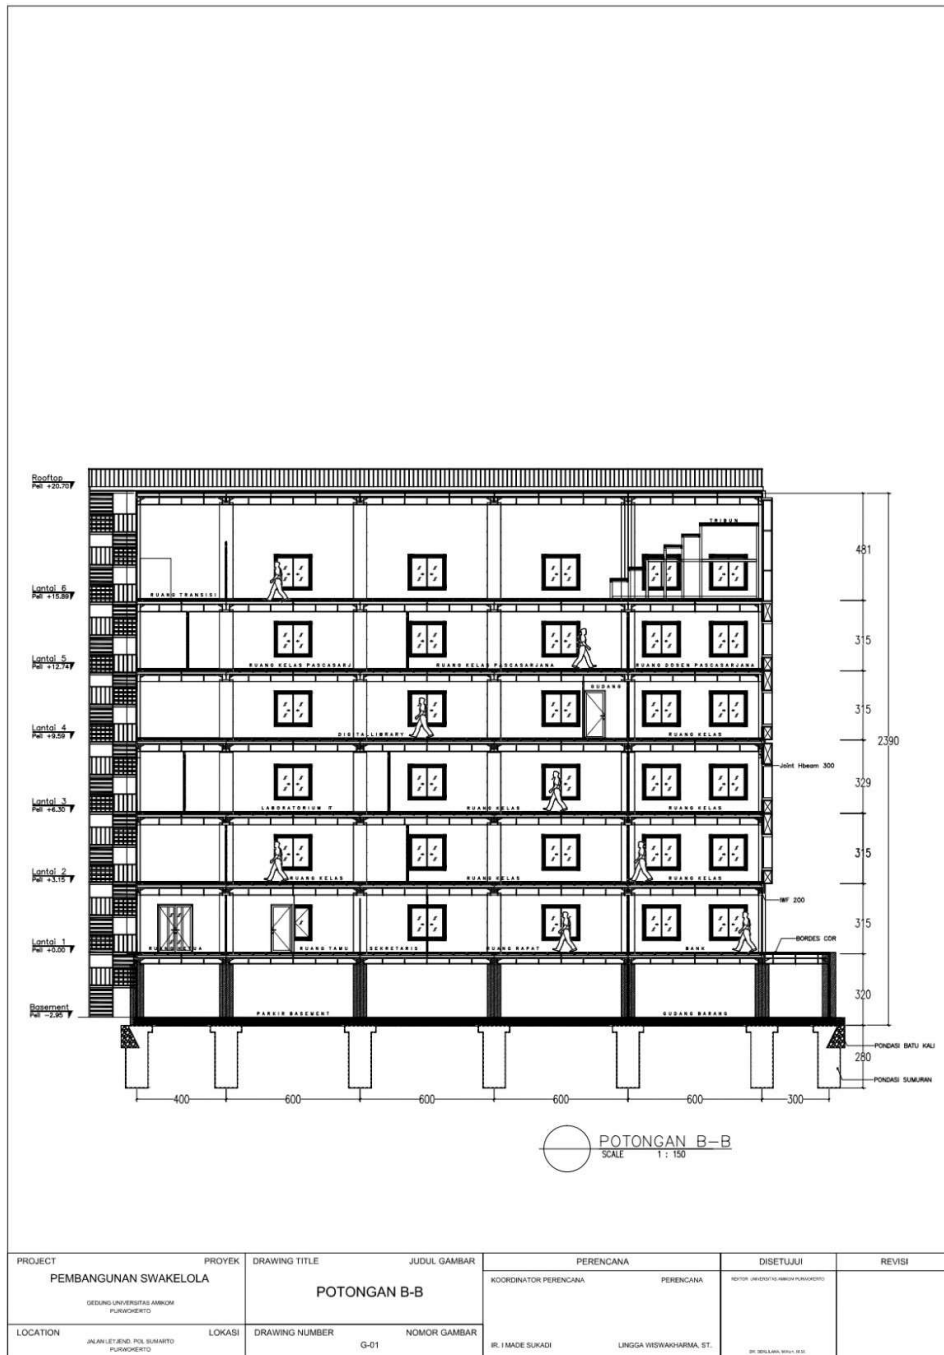 Rooftop
Peil +20.70
TRIBUN
481
Lantai 6
Peil +15.89
RUANG TRANSISI
315
Lantai 5
Peil +12.74
RUANG KELAS PASCASARJ
RUANG KELAS PASCASARJANA
RUANG DOSEN PASCASARJANA
GUDANG
315
Lantai 4
Peil +9.59
DIGITALLIBRARY
RUANG KELAS
2390
Joint Hbeam 300
329
Lantai 3
Peil +6.30
LABORATORIUM
RUANG KELAS
RUANG KELAS
315
Lantai 2
Peil +3.15
RUANG KELAS
RUANG KELAS
RUANG KELAS
IWF 200
315
Lantai 1
Peil +0.00
RUANG
RUANG TAMU
SEKRETARIS
RUANG RAPAT
BANK
BORDES COR
320
Basement
Peil -2.95
PARKIR BASEMENT
GUDANG BARANG
PONDASI BATU KALI
280
PONDASI SUMURAN
400 600 600 600 600 300
POTONGAN B-B
SCALE 1 : 150
PROJECT PROYEK
PEMBANGUNAN SWAKELOLA
GEDUNG UNIVERSITAS AMIKOM
PURWOKERTO
LOCATION LOKASI
JALAN LETJEND. POL SUMARTO
PURWOKERTO
DRAWING TITLE JUDUL GAMBAR
POTONGAN B-B
DRAWING NUMBER NOMOR GAMBAR
G-01
PERENCANA
KOORDINATOR PERENCANA PERENCANA
IR. I MADE SUKADI LINGGA WISWAKHARMA, ST.
DISETUJUI
REKTOR UNIVERSITAS AMIKOM PURWOKERTO
REVISI